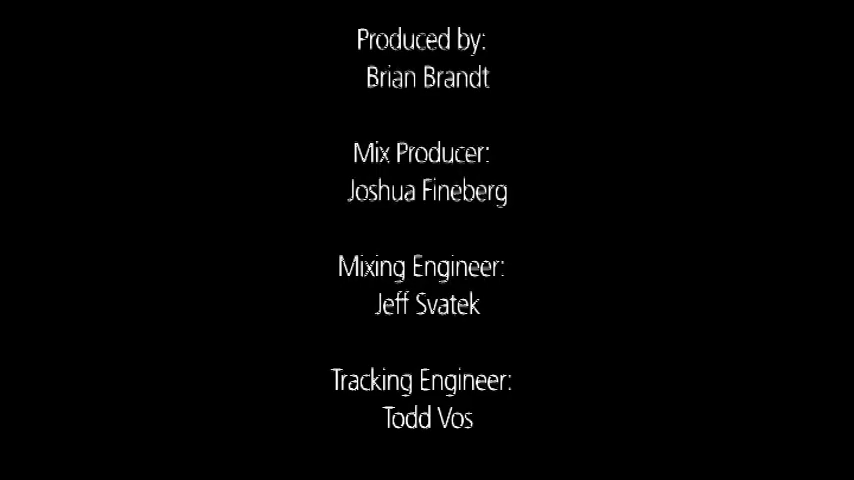 Produced by:
Brian Brandt
Mix Producer:
Joshua Fineberg
Mixing Engineer:
Jeff Svatek
Tracking Engineer:
Todd Vos